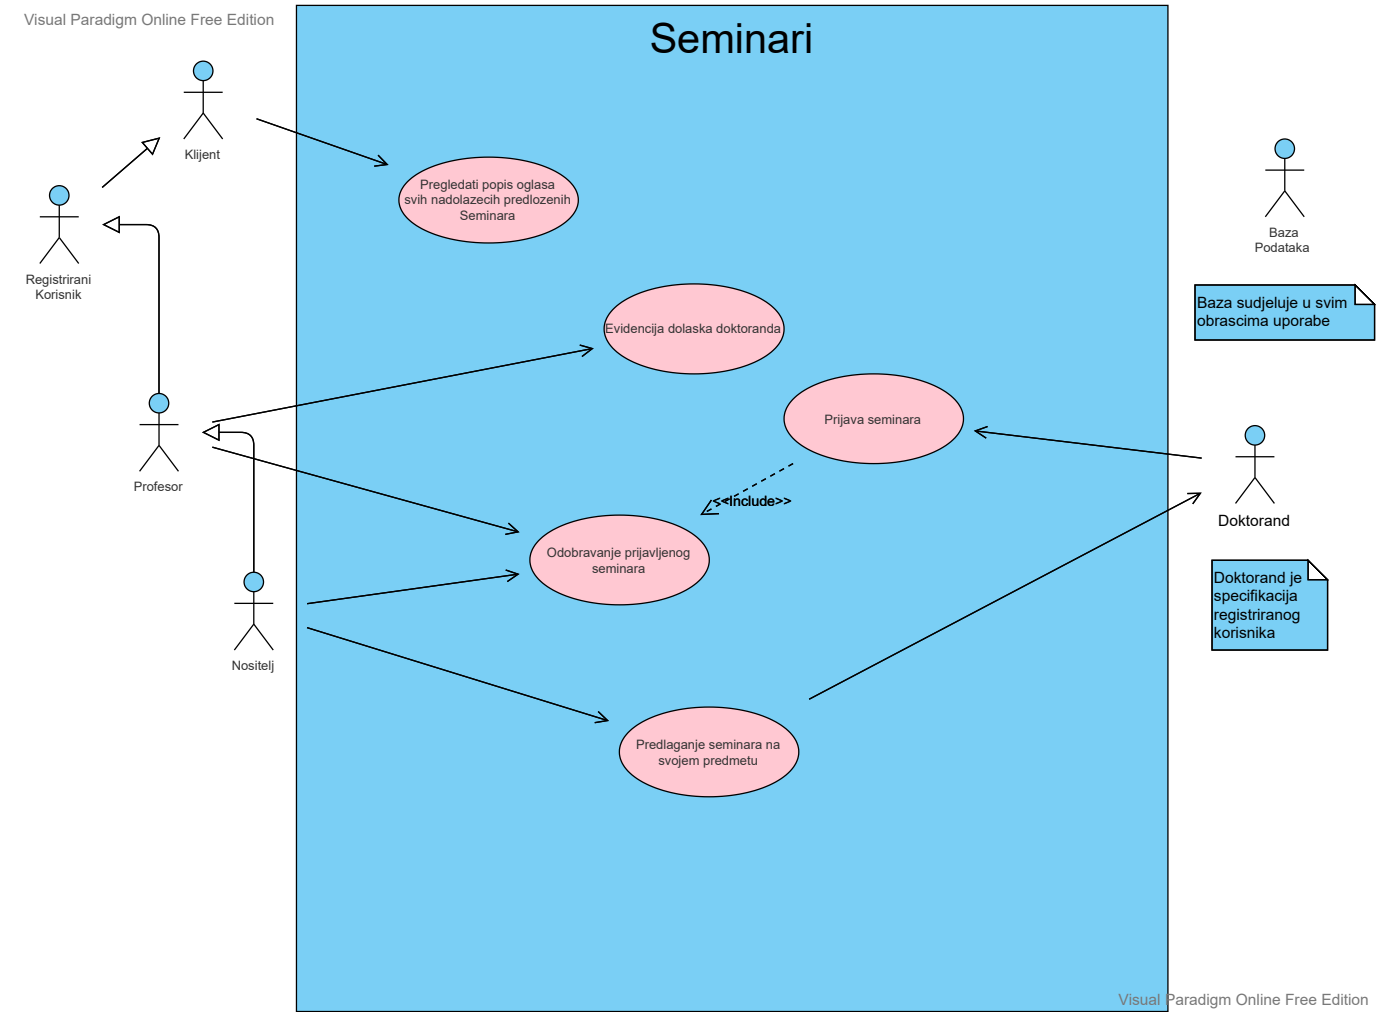 Visual Paradigm Online Free Edition
Seminari
Klijent
Pregledati popis oglasa
svih nadolazecih predlozenih
Seminara
Registrirani
Korisnik
Baza
Podataka
Baza sudjeluje u svim
obrascima uporabe
Evidencija dolaska doktoranda
Prijava seminara
Profesor
<<Include>>
Doktorand
Odobravanje prijavljenog
seminara
Doktorand je
specifikacija
registriranog
korisnika
Nositelj
Predlaganje seminara na
svojem predmetu
Visual Paradigm Online Free Edition